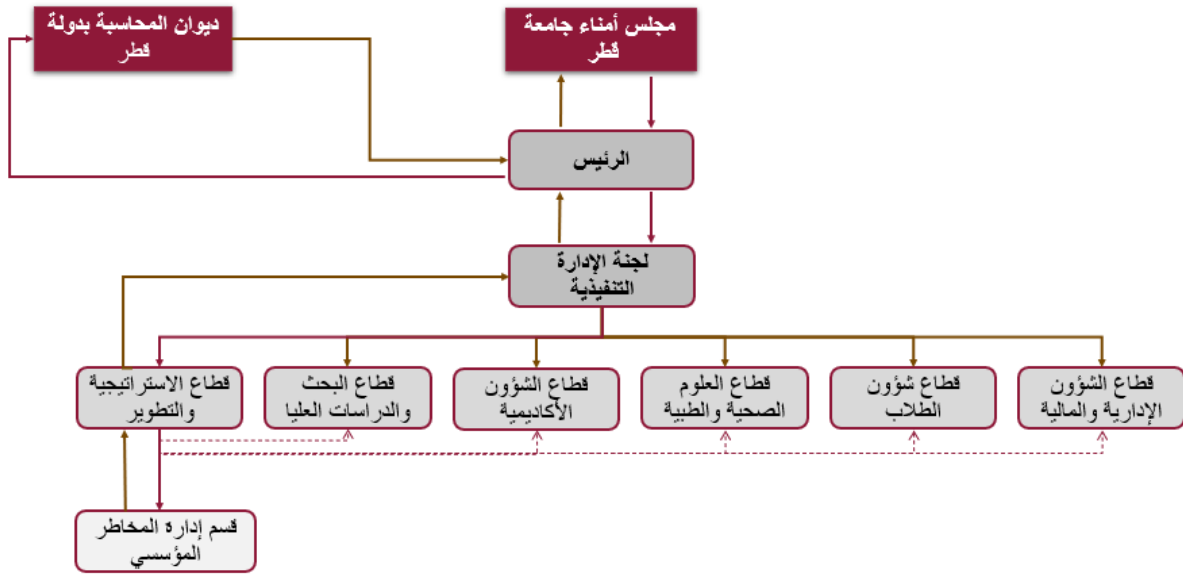 مجلس أمناء جامعة
قطر
ديوان المحاسبة بدولة
قطر
الرئيس
لجنة الإدارة
التنفيذية
قطاع الشؤون
الإدارية والمالية
قطاع شؤون
الطلاب
قطاع العلوم
الصحية والطبية
قطاع الشؤون
الأكاديمية
قطاع البحث
والدراسات العليا
قطاع الاستراتيجية
والتطوير
قسم إدارة المخاطر
المؤسسي